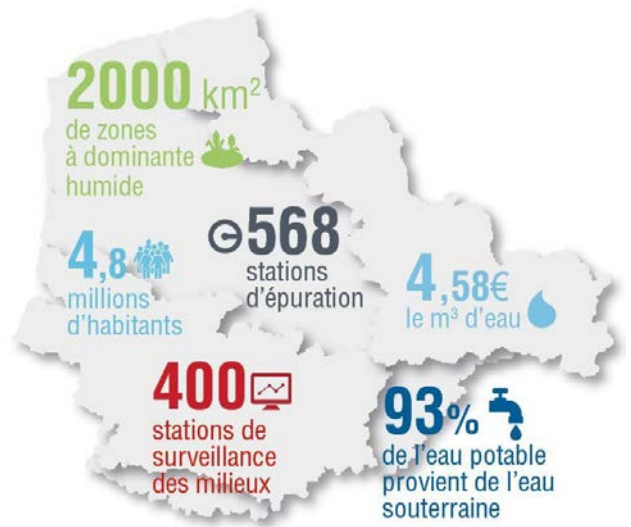 2000 km²
de zones
à dominante
humide
568
stations
d'épuration
4,8
millions
d'habitants
4,58€
le m³ d'eau
400
stations de
surveillance
des milieux
93%
de l'eau potable
provient de l'eau
souterraine